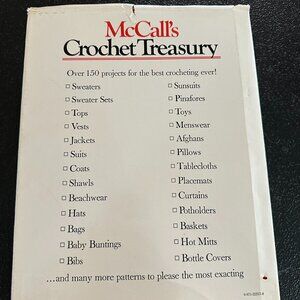 McCall's
Crochet Treasury
Over 150 projects for the best crocheting ever!
□ Sweaters
□ Sweater Sets
□ Tops
□ Vests
□ Jackets
□ Suits
□ Coats
□ Shawls
□ Beachwear
□ Hats
□ Bags
□ Baby Buntings
□ Bibs
□ Sunsuits
□ Pinafores
□ Toys
□ Menswear
□ Afghans
□ Pillows
□ Tablecloths
□ Placemats
□ Curtains
□ Potholders
□ Baskets
□ Hot Mitts
□ Bottle Covers
...and many more patterns to please the most exacting